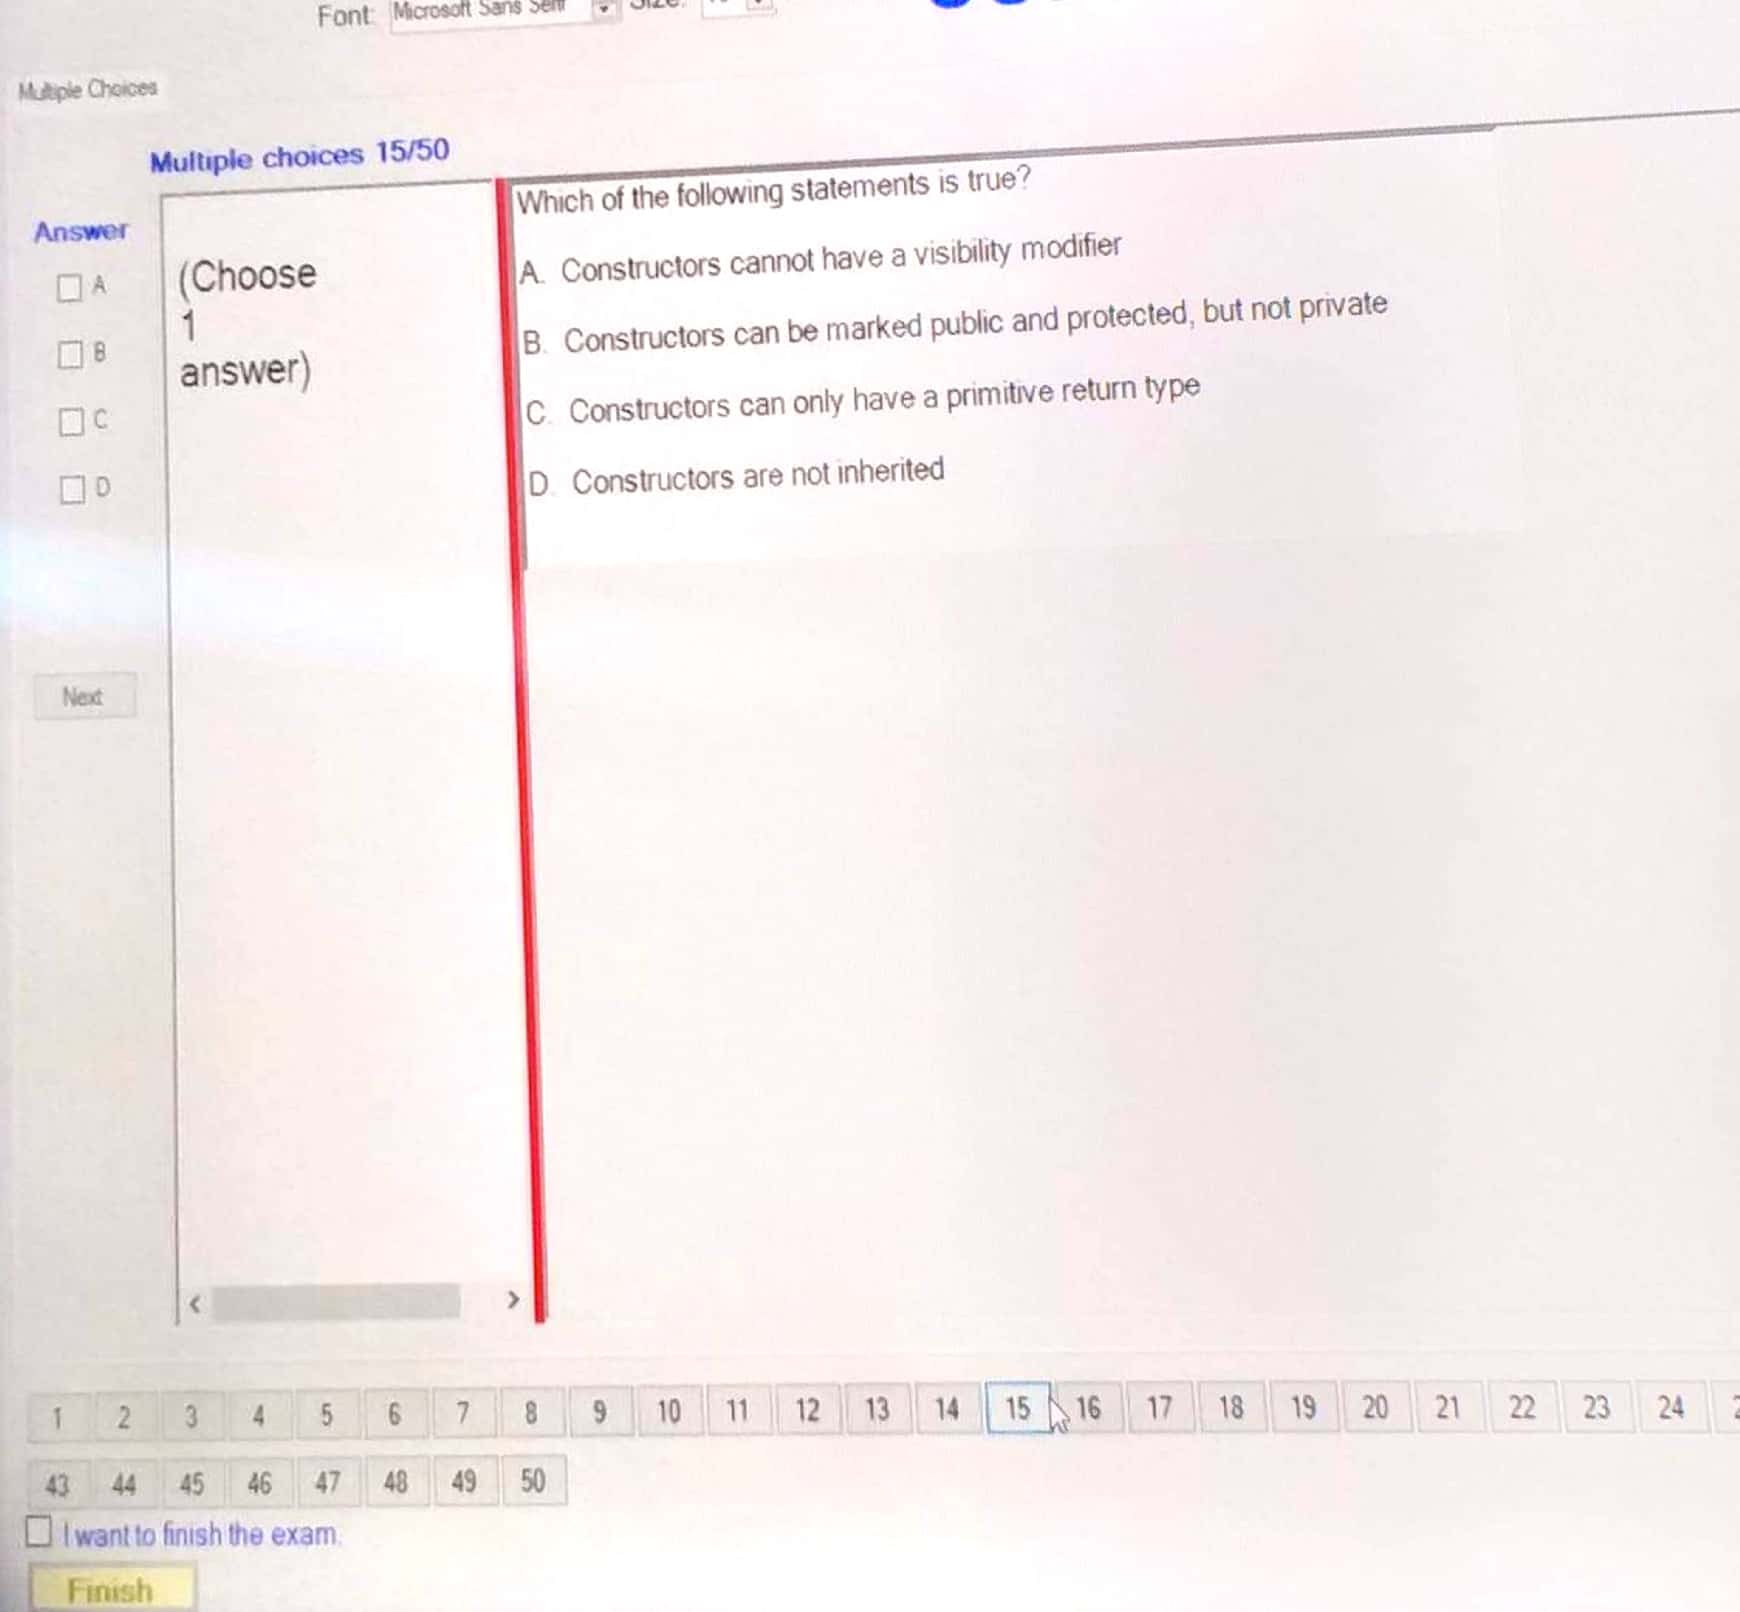 Font: Microsoft Sans Serif
Multiple Choices
Multiple choices 15/50
Answer
A
B
C
D
(Choose
1
answer)
Which of the following statements is true?
A. Constructors cannot have a visibility modifier
B. Constructors can be marked public and protected, but not private
C. Constructors can only have a primitive return type
D. Constructors are not inherited
Next
1 2 3 4 5 6 7 8 9 10 11 12 13 14 15 16 17 18 19 20 21 22 23 24
43 44 45 46 47 48 49 50
I want to finish the exam.
Finish